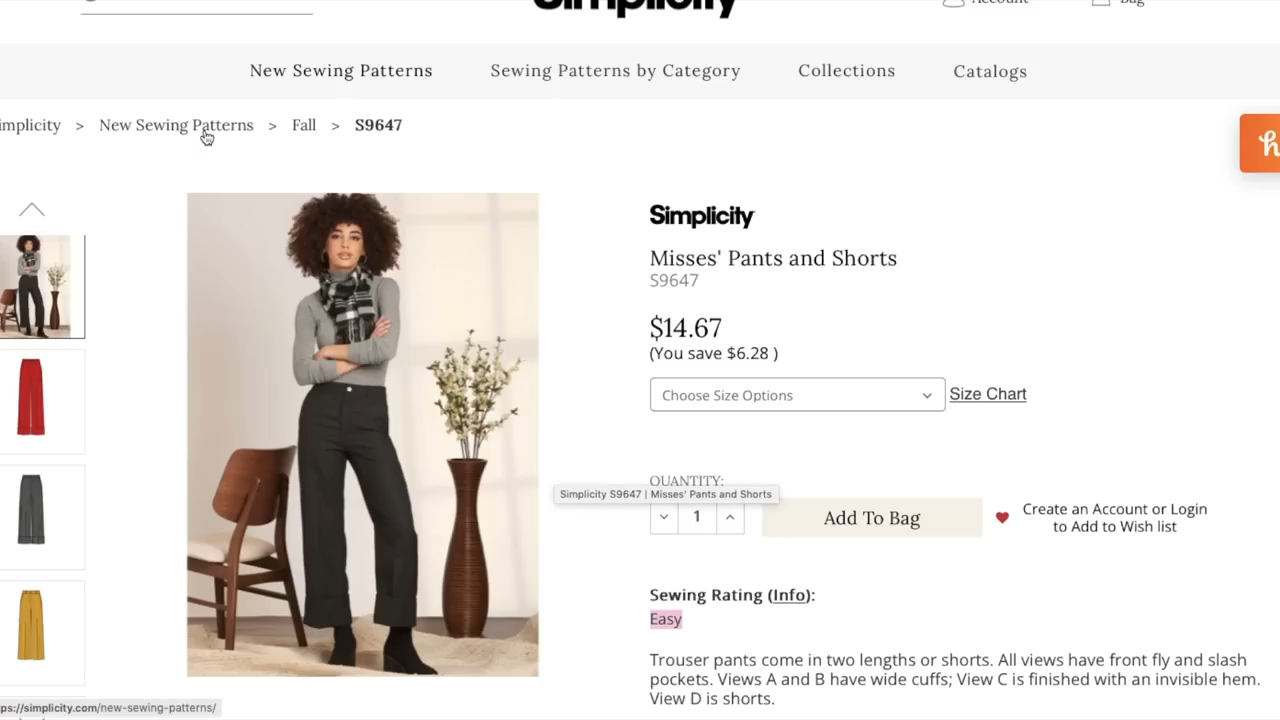 Simplicity
Account
Bag
New Sewing Patterns
Sewing Patterns by Category
Collections
Catalogs
implicity > New Sewing Patterns > Fall > S9647
Simplicity
Misses' Pants and Shorts
S9647
$14.67
(You save $6.28 )
Choose Size Options
Size Chart
QUANTITY:
Simplicity S9647 | Misses' Pants and Shorts
1
Add To Bag
Create an Account or Login
to Add to Wish list
Sewing Rating (Info):
Easy
Trouser pants come in two lengths or shorts. All views have front fly and slash
pockets. Views A and B have wide cuffs; View C is finished with an invisible hem.
View D is shorts.
ps://simplicity.com/new-sewing-patterns/